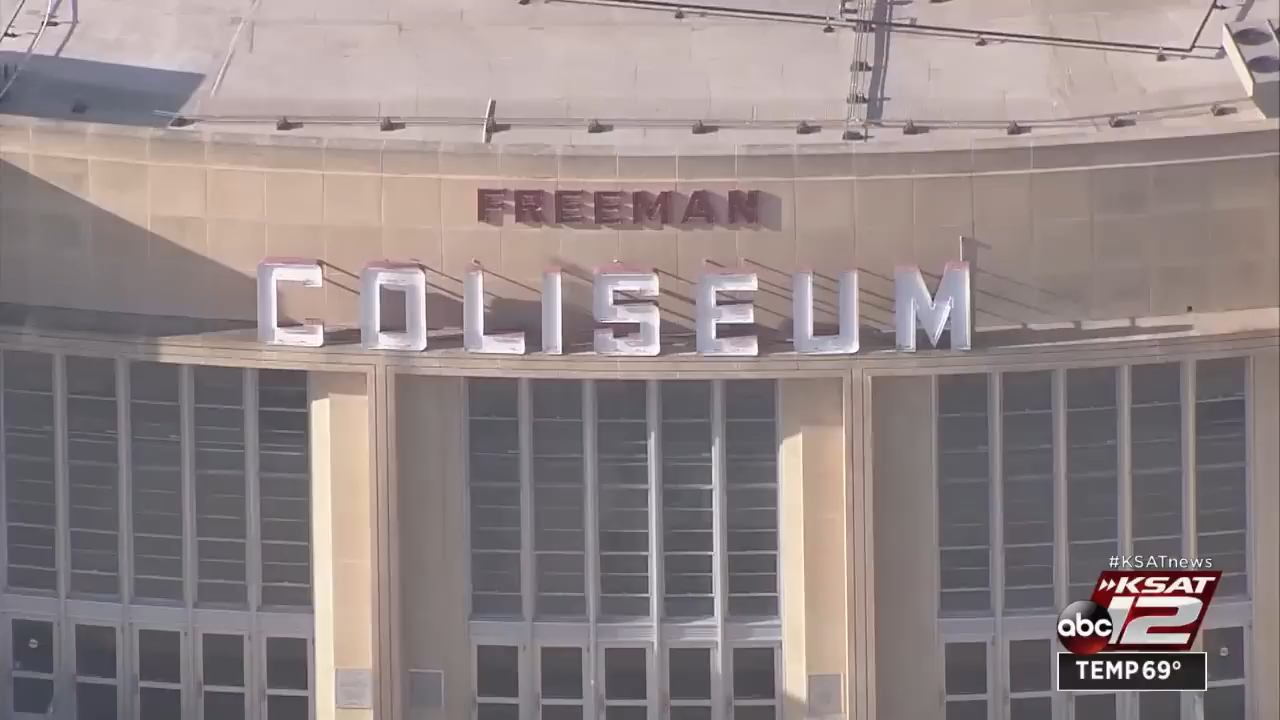 FREEMAN
COLISEUM
#KSATnews
KSAT
abc 12
TEMP 69°